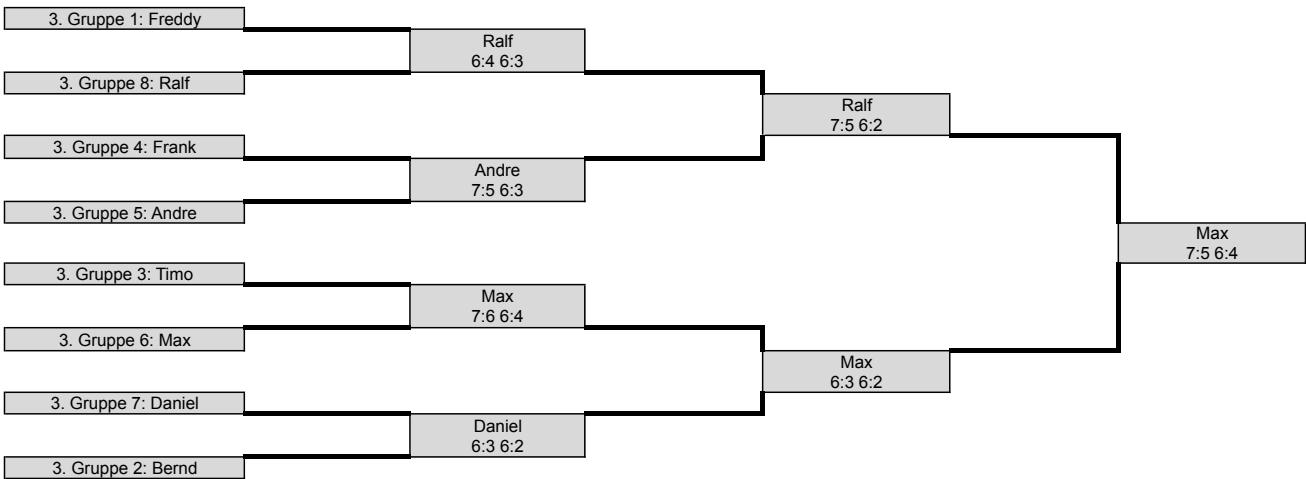 3. Gruppe 1: Freddy
Ralf
6:4 6:3
3. Gruppe 8: Ralf
Ralf
7:5 6:2
3. Gruppe 4: Frank
Andre
7:5 6:3
3. Gruppe 5: Andre
Max
7:5 6:4
3. Gruppe 3: Timo
Max
7:6 6:4
3. Gruppe 6: Max
Max
6:3 6:2
3. Gruppe 7: Daniel
Daniel
6:3 6:2
3. Gruppe 2: Bernd